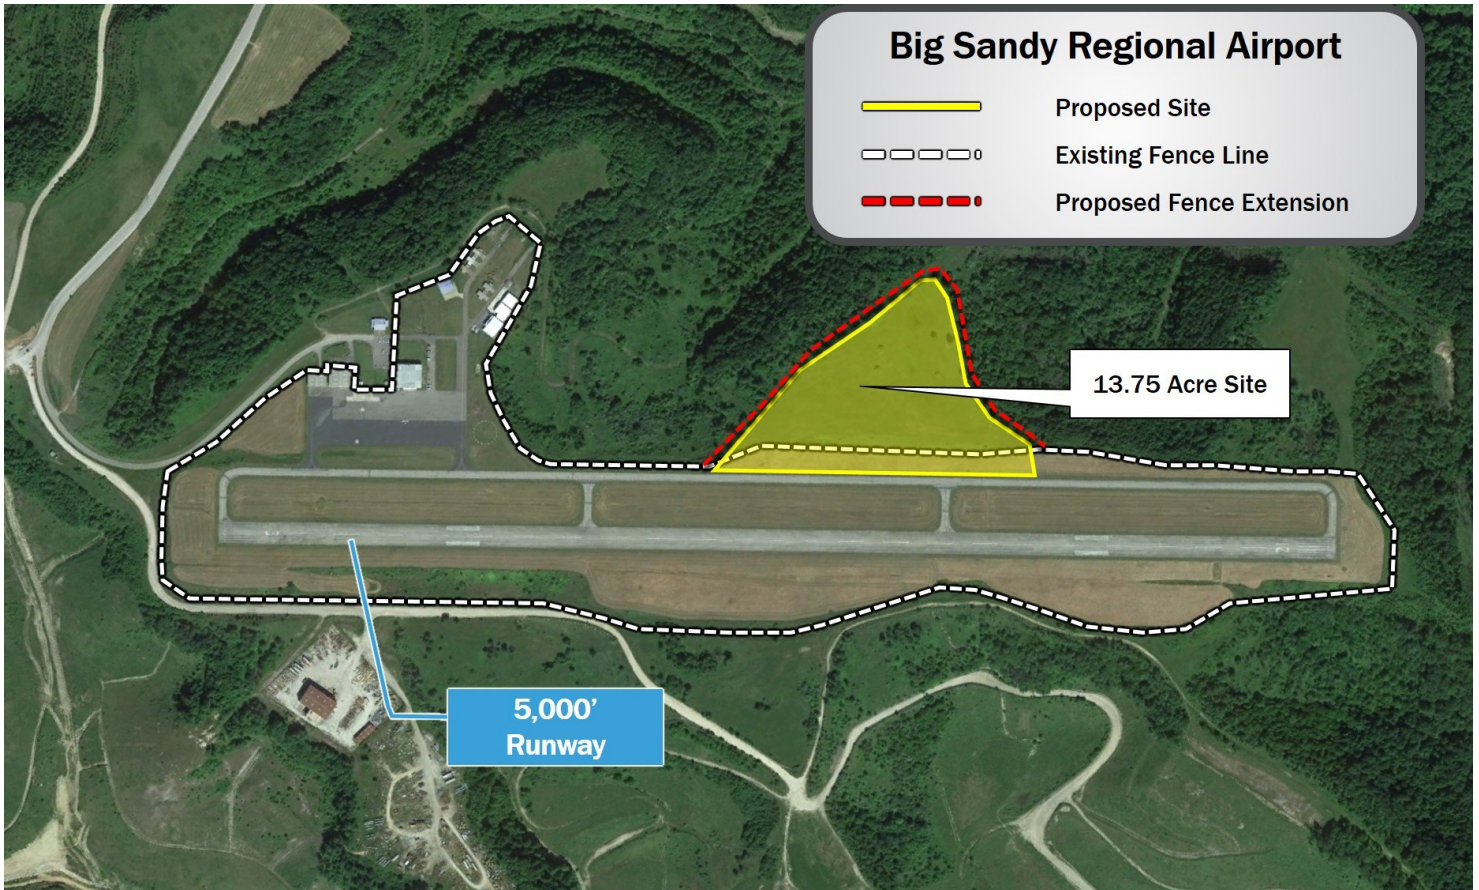 Big Sandy Regional Airport
Proposed Site
Existing Fence Line
Proposed Fence Extension
13.75 Acre Site
5,000’
Runway